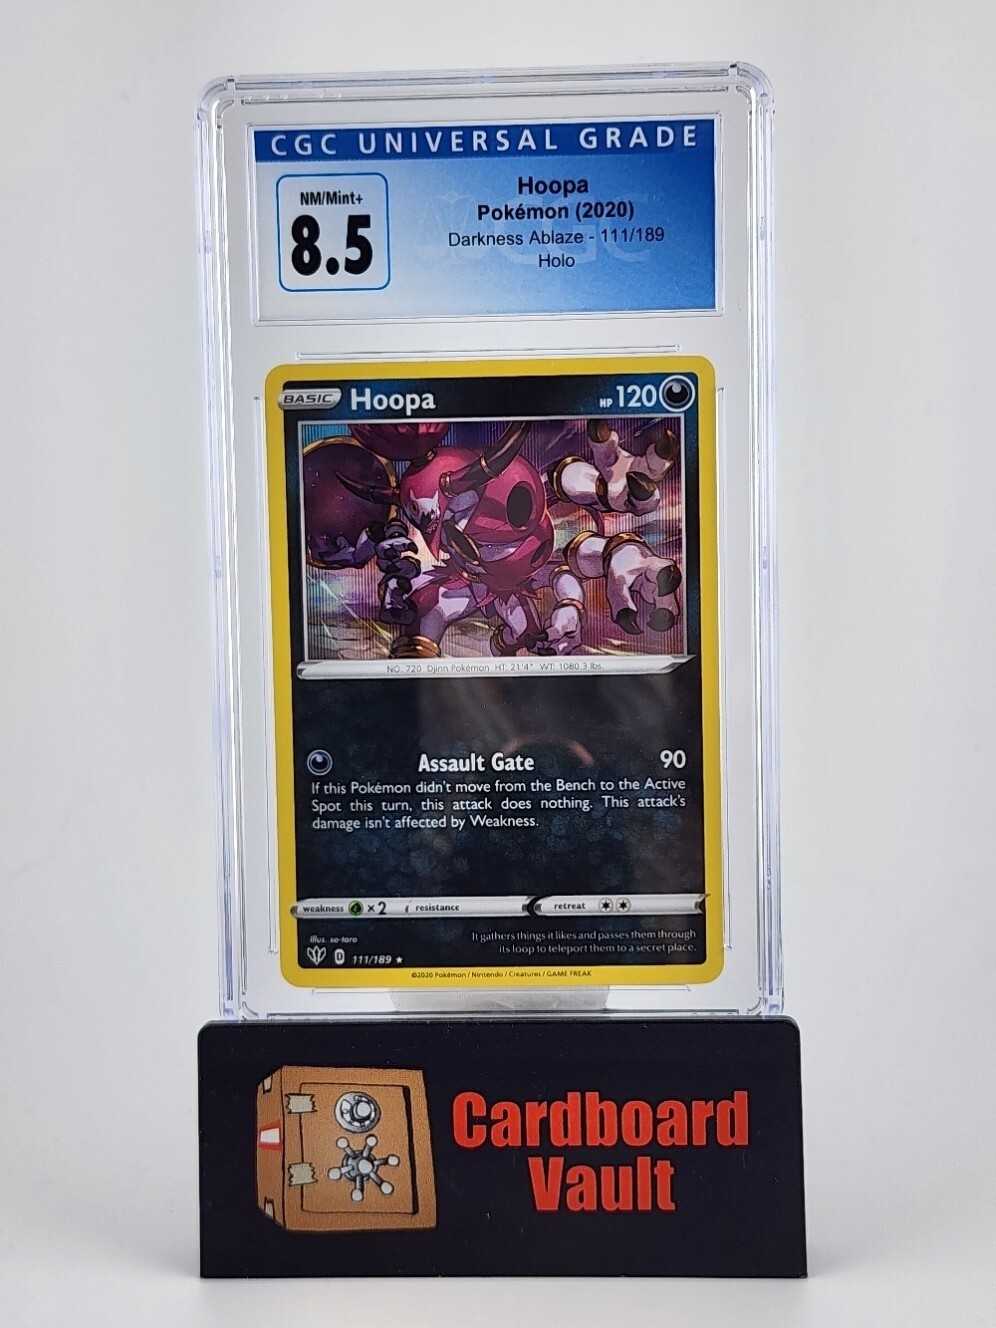 CGC UNIVERSAL GRADE
NM/Mint+
8.5
Hoopa
Pokémon (2020)
Darkness Ablaze - 111/189
Holo
BASIC Hoopa HP 120
NO. 720 Djinn Pokémon HT: 21'4" WT: 1080.3 lbs.
Assault Gate 90
If this Pokémon didn't move from the Bench to the Active
Spot this turn, this attack does nothing. This attack's
damage isn't affected by Weakness.
weakness ×2 resistance retreat
illus. so-taro
It gathers things it likes and passes them through
its loop to teleport them to a secret place.
D 111/189 ★
©2020 Pokémon / Nintendo / Creatures / GAME FREAK
Cardboard
Vault